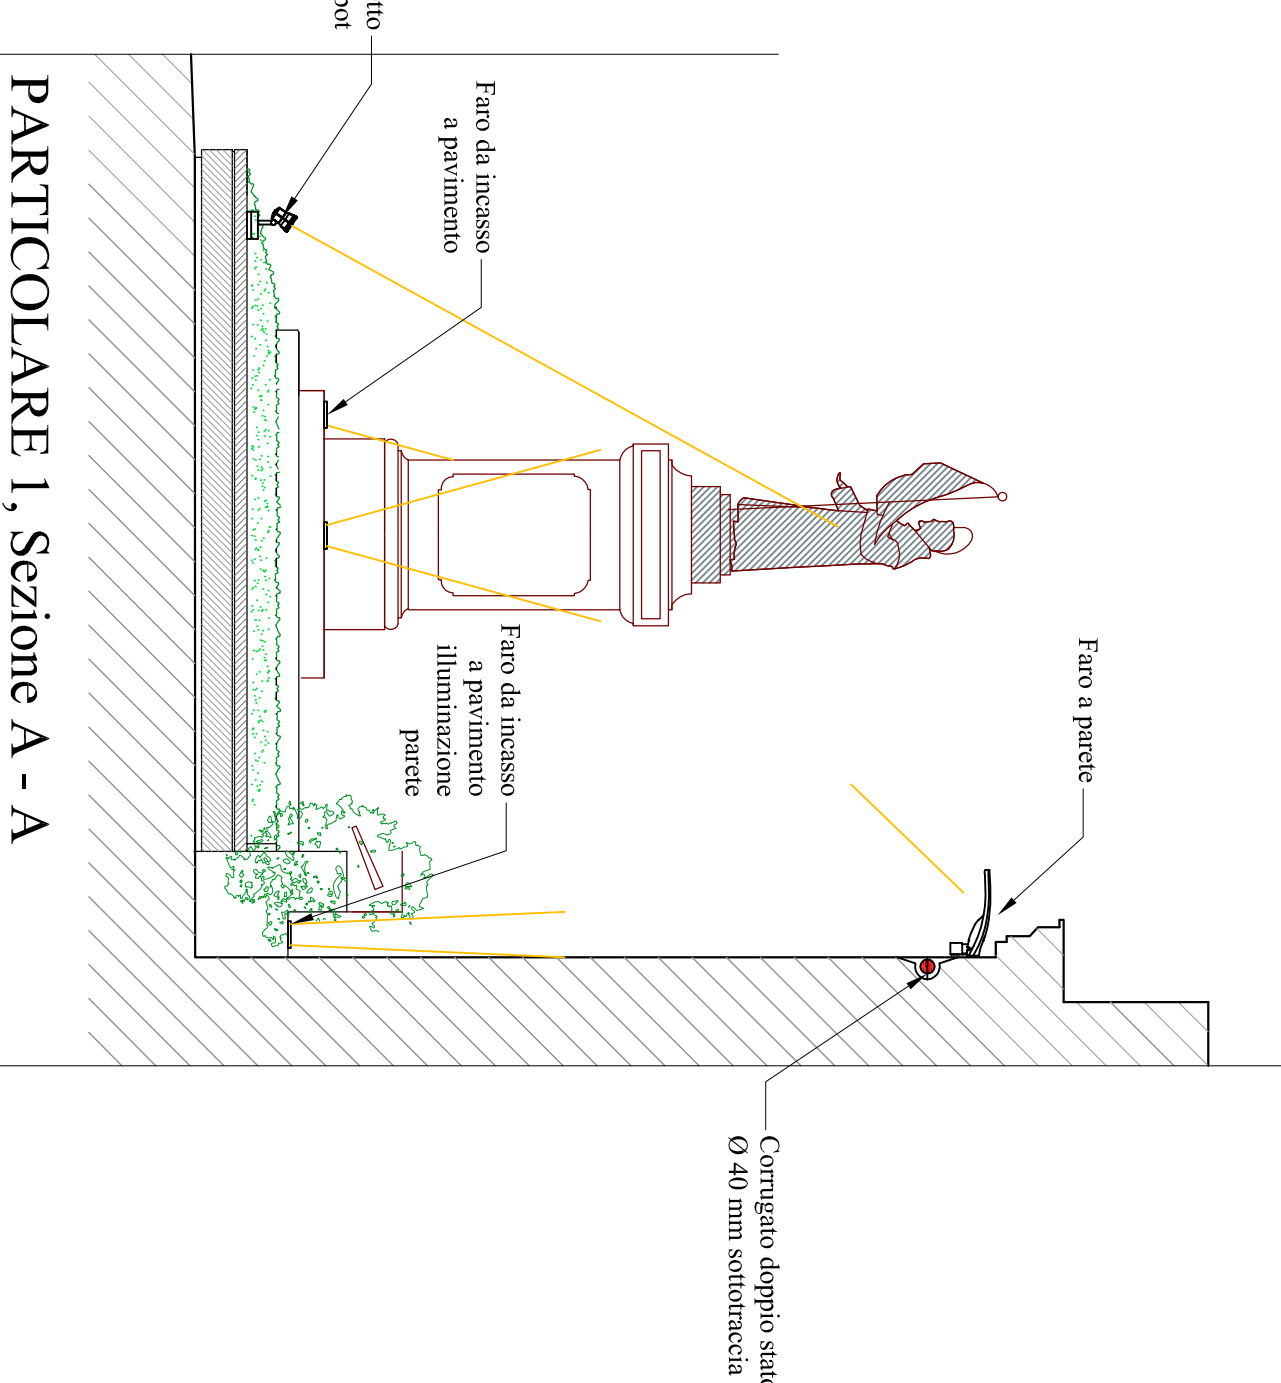 Faro a parete
Corrugato doppio stato
Ø 40 mm sottotraccia
Faro da incasso
a pavimento
Faro da incasso
a pavimento
illuminazione
parete
PARTICOLARE 1, Sezione A - A